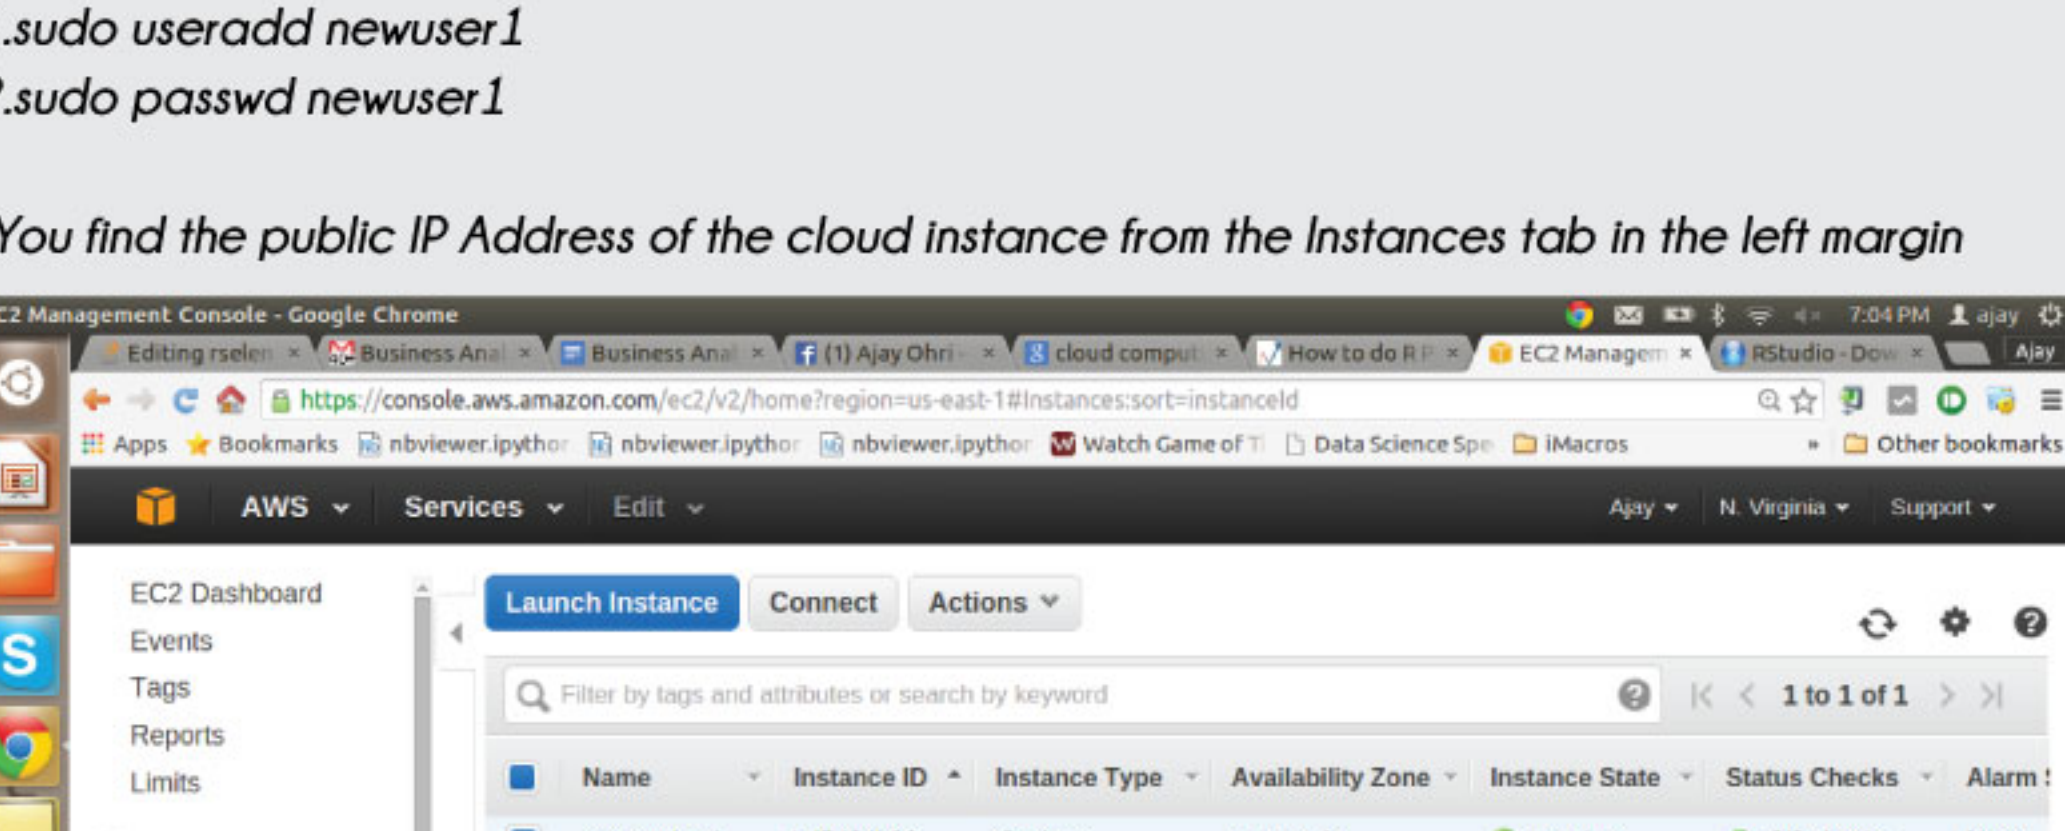 .sudo useradd newuser1
.sudo passwd newuser1
You find the public IP Address of the cloud instance from the Instances tab in the left margin
C2 Management Console - Google Chrome 7:04 PM ajay
Editing rselen Business Anal Business Anal (1) Ajay Ohri - cloud comput How to do R P EC2 Managem RStudio - Dow Ajay
https://console.aws.amazon.com/ec2/v2/home?region=us-east-1#Instances:sort=instanceId
Apps Bookmarks nbviewer.ipython nbviewer.ipython nbviewer.ipython Watch Game of T Data Science Spe iMacros » Other bookmarks
AWS Services Edit Ajay N. Virginia Support
EC2 Dashboard
Events
Tags
Reports
Limits
Launch Instance Connect Actions
Filter by tags and attributes or search by keyword 1 to 1 of 1
Name Instance ID Instance Type Availability Zone Instance State Status Checks Alarm